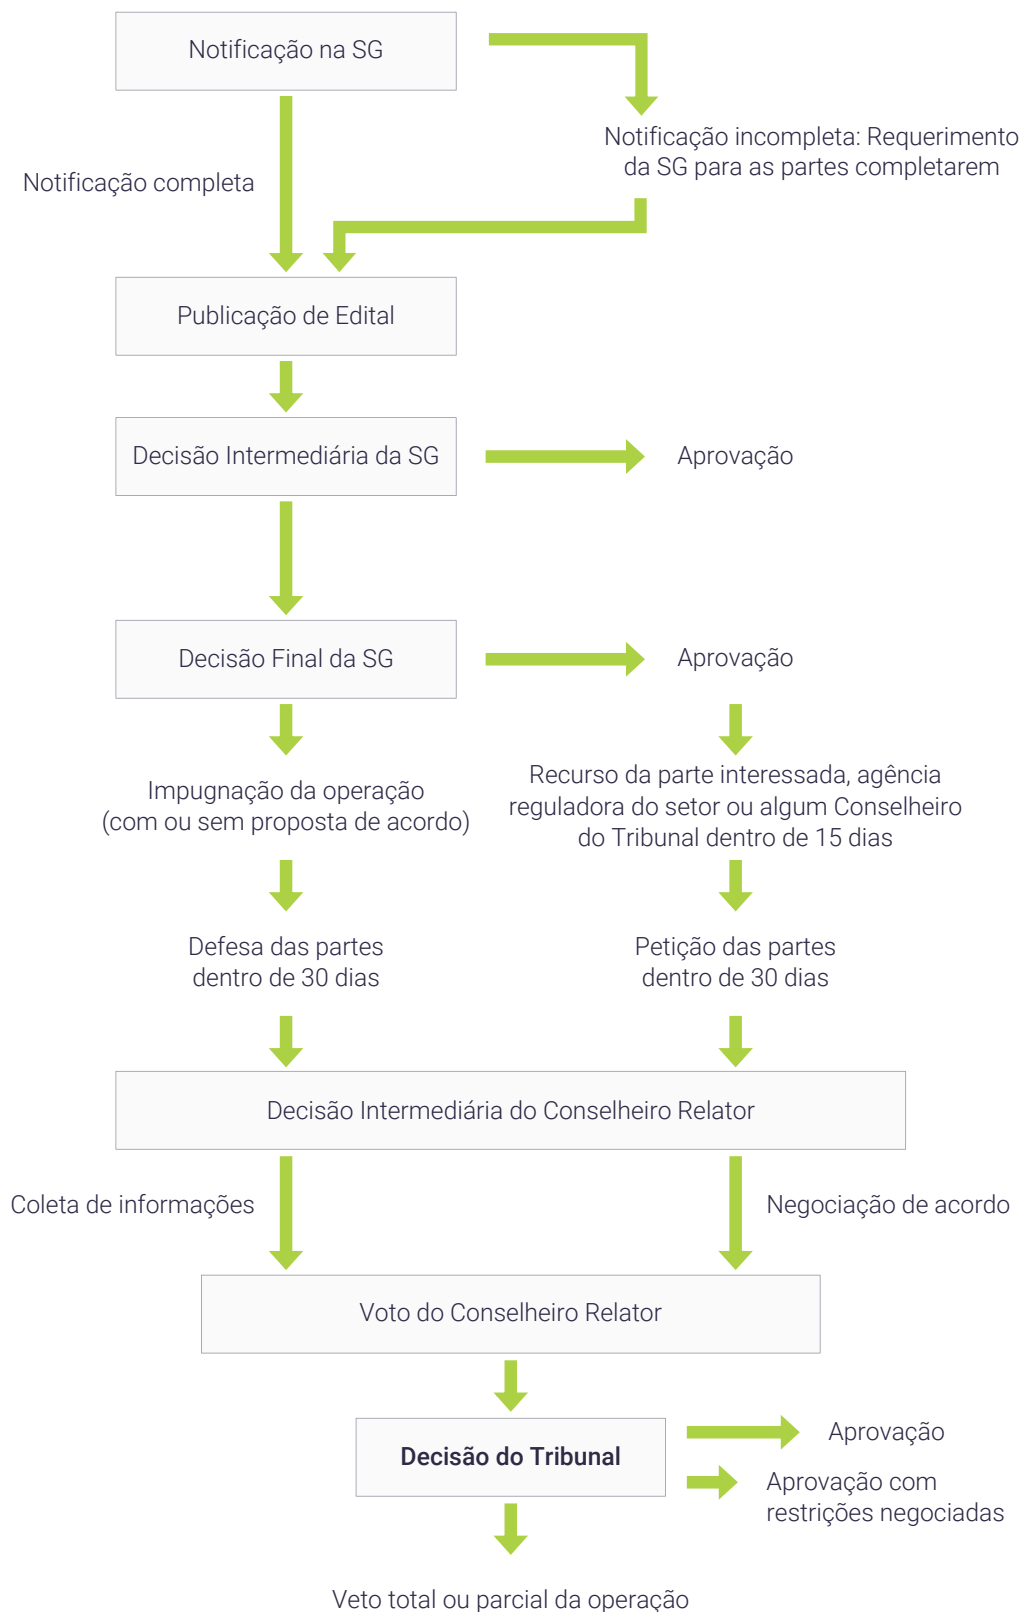 Notificação na SG
Notificação incompleta: Requerimento
da SG para as partes completarem
Notificação completa
Publicação de Edital
Decisão Intermediária da SG
Aprovação
Decisão Final da SG
Aprovação
Impugnação da operação
(com ou sem proposta de acordo)
Recurso da parte interessada, agência
reguladora do setor ou algum Conselheiro
do Tribunal dentro de 15 dias
Defesa das partes
dentro de 30 dias
Petição das partes
dentro de 30 dias
Decisão Intermediária do Conselheiro Relator
Coleta de informações
Negociação de acordo
Voto do Conselheiro Relator
Decisão do Tribunal
Aprovação
Aprovação com
restrições negociadas
Veto total ou parcial da operação